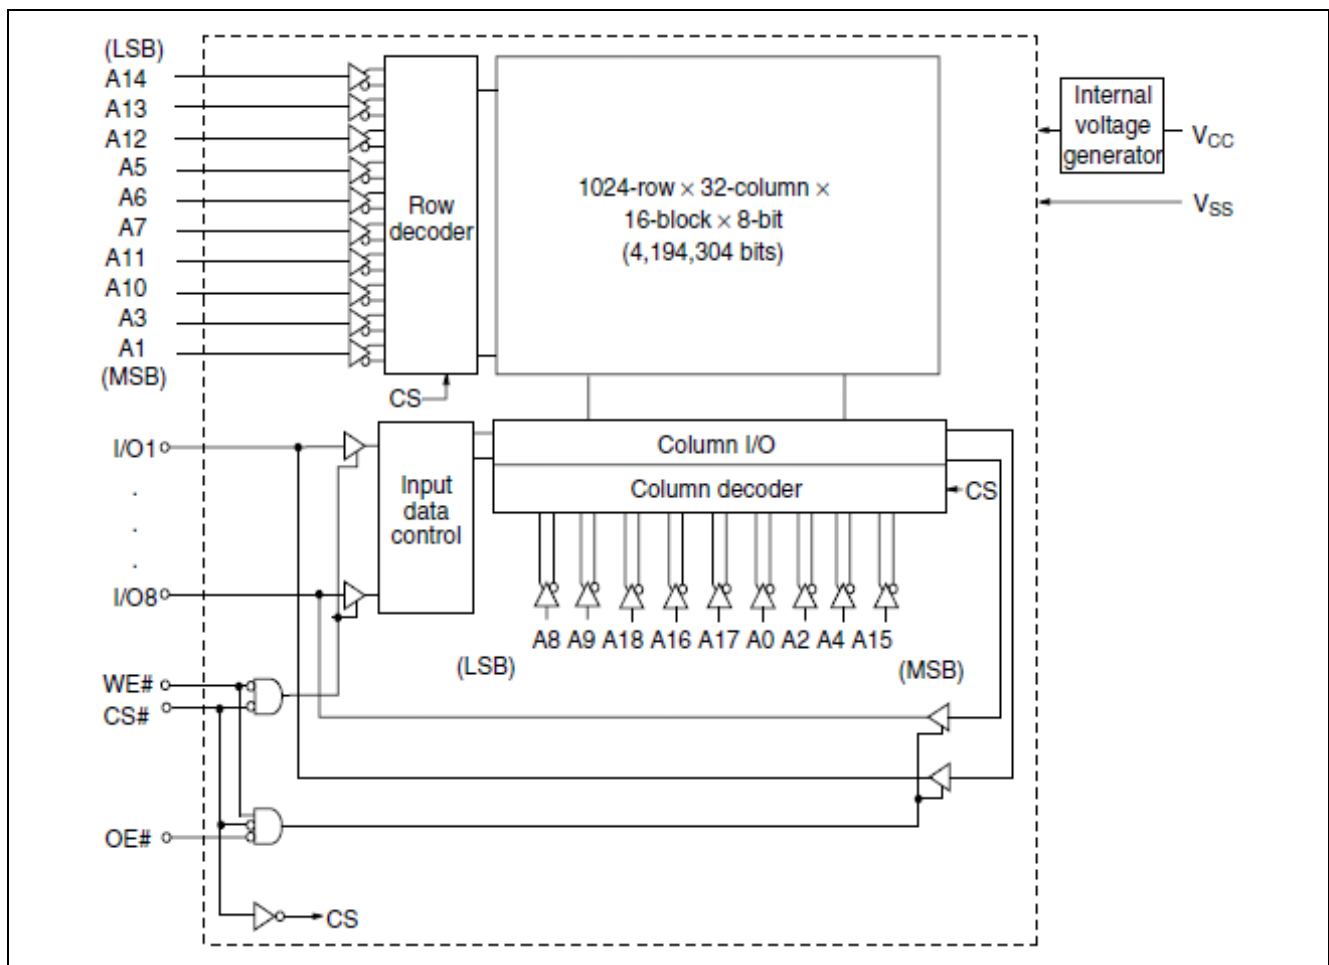 (LSB)
A14
A13
A12
A5
A6
A7
A11
A10
A3
A1
(MSB)
Row
decoder
CS
1024-row × 32-column ×
16-block × 8-bit
(4,194,304 bits)
Internal
voltage
generator
VCC
VSS
I/O1
.
.
.
I/O8
Input
data
control
Column I/O
Column decoder
CS
A8 A9 A18 A16 A17 A0 A2 A4 A15
(LSB) (MSB)
WE#
CS#
OE#
CS